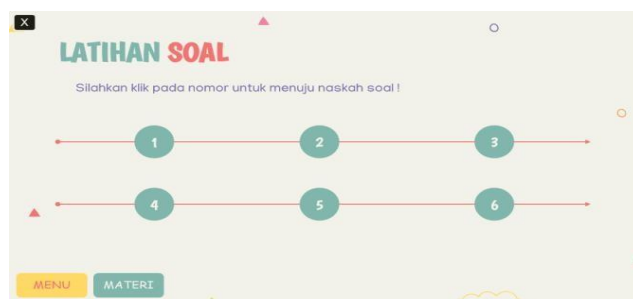 X
LATIHAN SOAL
Silahkan klik pada nomor untuk menuju naskah soal !
1 2 3
4 5 6
MENU MATERI